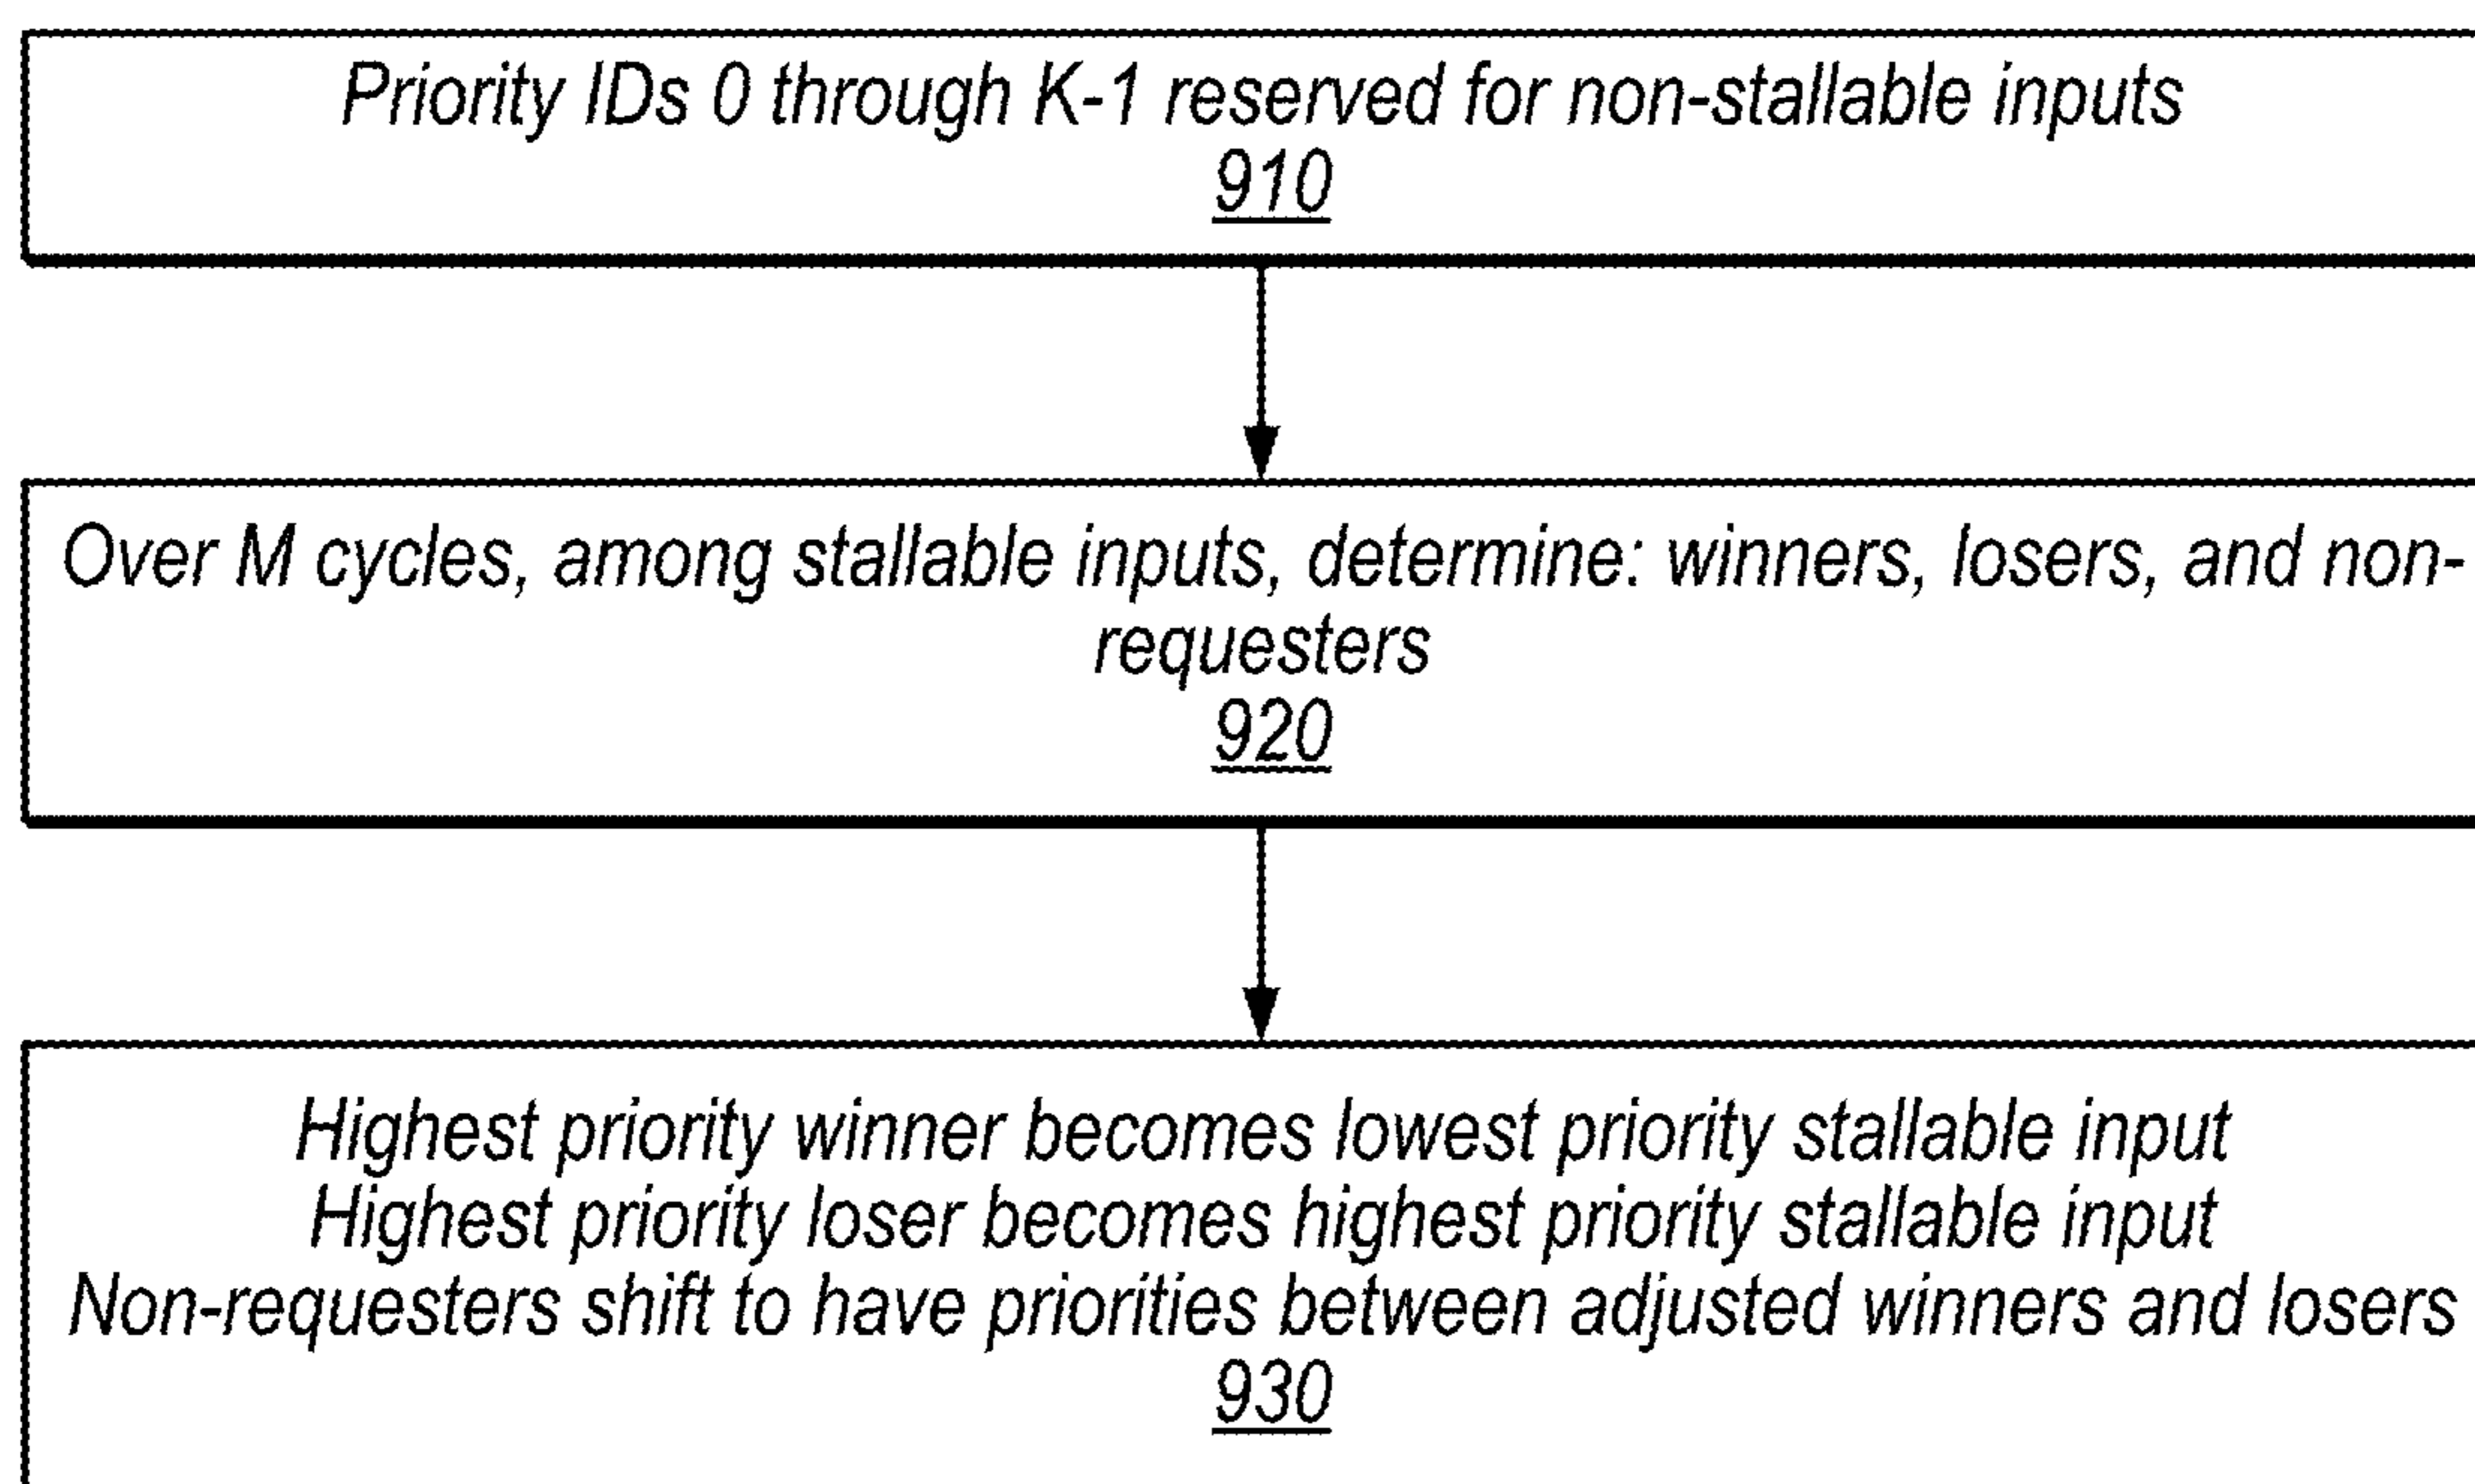 Priority IDs 0 through K-1 reserved for non-stallable inputs
910
Over M cycles, among stallable inputs, determine: winners, losers, and non-
requesters
920
Highest priority winner becomes lowest priority stallable input
Highest priority loser becomes highest priority stallable input
Non-requesters shift to have priorities between adjusted winners and losers
930